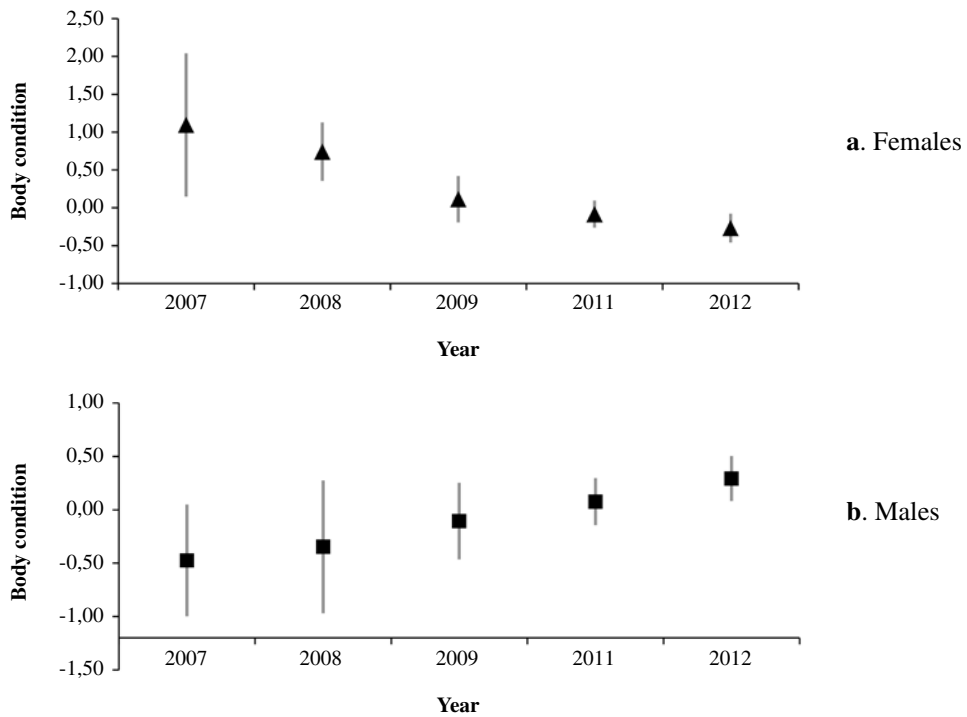 2,50
2,00
1,50
1,00
0,50
0,00
-0,50
-1,00
Body condition
2007 2008 2009 2011 2012
Year
a. Females
1,00
0,50
0,00
-0,50
-1,00
-1,50
Body condition
2007 2008 2009 2011 2012
Year
b. Males